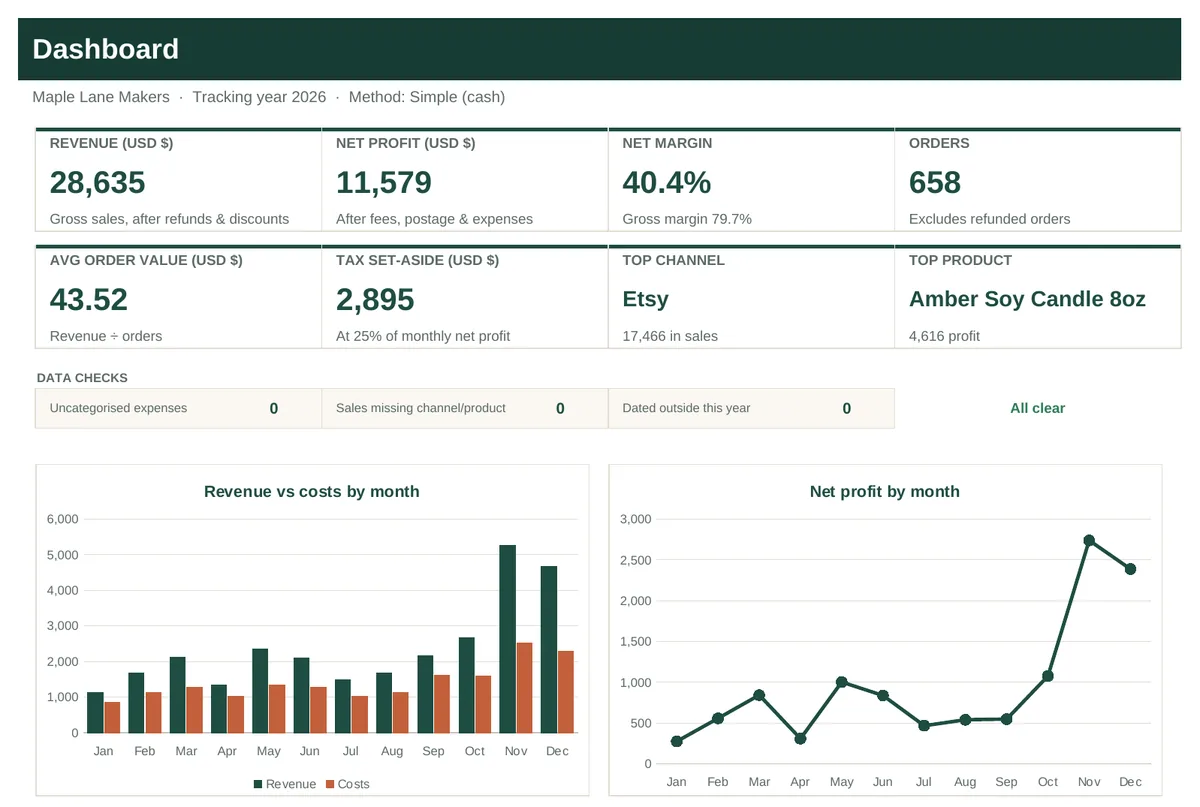 Dashboard
Maple Lane Makers · Tracking year 2026 · Method: Simple (cash)
REVENUE (USD $) NET PROFIT (USD $) NET MARGIN ORDERS
28,635 11,579 40.4% 658
Gross sales, after refunds & discounts After fees, postage & expenses Gross margin 79.7% Excludes refunded orders
AVG ORDER VALUE (USD $) TAX SET-ASIDE (USD $) TOP CHANNEL TOP PRODUCT
43.52 2,895 Etsy Amber Soy Candle 8oz
Revenue ÷ orders At 25% of monthly net profit 17,466 in sales 4,616 profit
DATA CHECKS
Uncategorised expenses 0 Sales missing channel/product 0 Dated outside this year 0 All clear
Revenue vs costs by month
6,000
5,000
4,000
3,000
2,000
1,000
0
Jan Feb Mar Apr May Jun Jul Aug Sep Oct Nov Dec
Revenue Costs
Net profit by month
3,000
2,500
2,000
1,500
1,000
500
0
Jan Feb Mar Apr May Jun Jul Aug Sep Oct Nov Dec